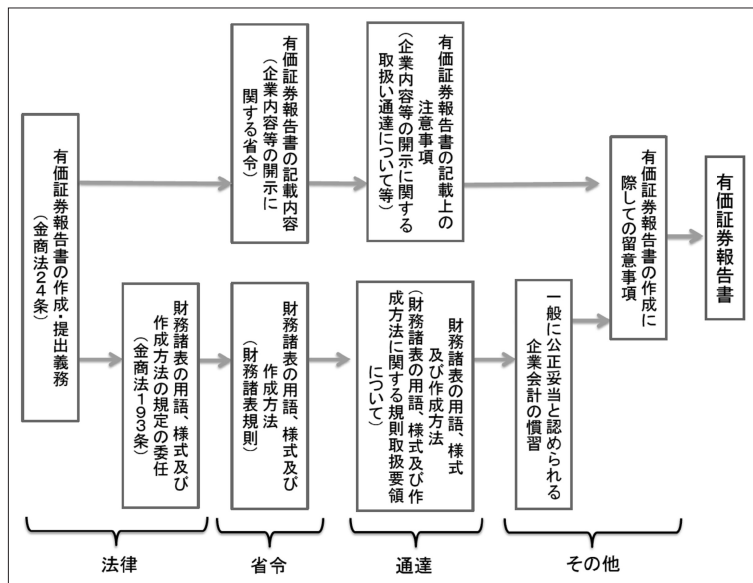 有価証券報告書の作成・提出義務
（金商法２４条）
有価証券報告書の記載内容
（企業内容等の開示に
関する省令）
有価証券報告書の記載上の
注意事項
（企業内容等の開示に関する
取扱い通達について等）
有価証券報告書の作成に
際しての留意事項
有価証券報告書
財務諸表の用語、様式及び
作成方法の規定の委任
（金商法１９３条）
財務諸表の用語、様式及び
作成方法
（財務諸表規則）
財務諸表の用語、様式
及び作成方法
（財務諸表の用語、様式及び作
成方法に関する規則取扱要領
について）
一般に公正妥当と認められる
企業会計の慣習
法律
省令
通達
その他